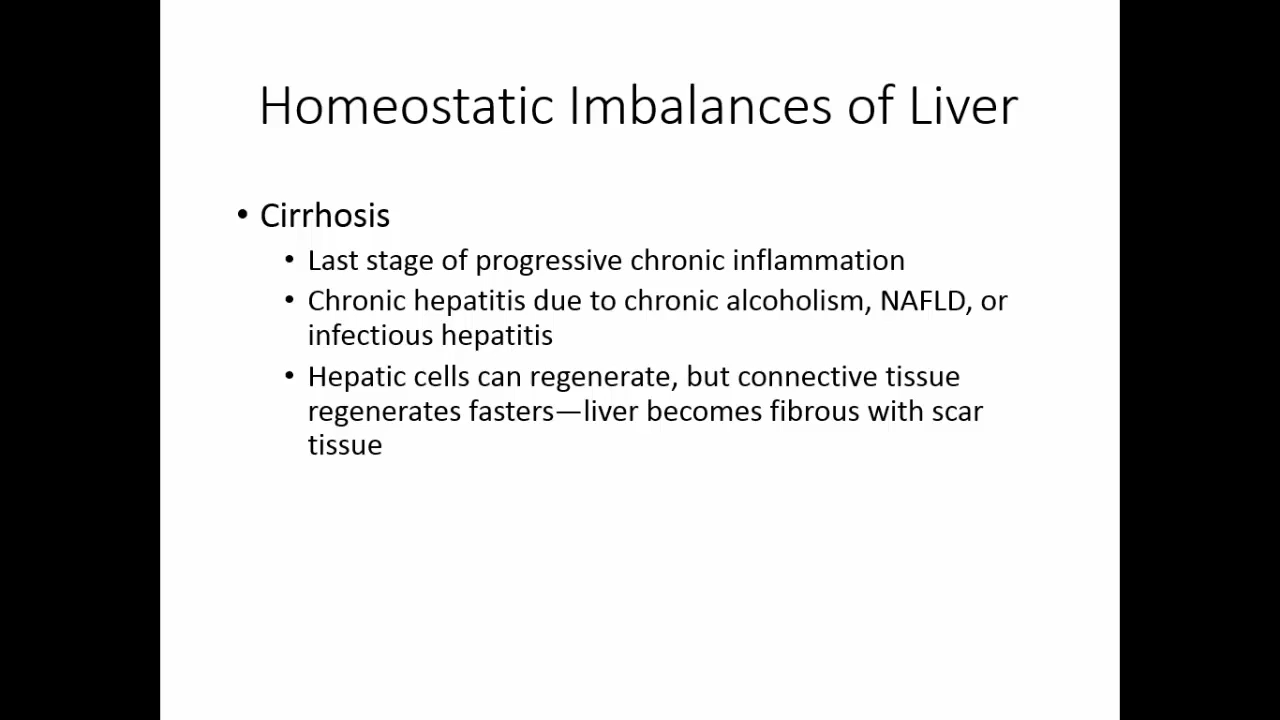 Homeostatic Imbalances of Liver
• Cirrhosis
• Last stage of progressive chronic inflammation
• Chronic hepatitis due to chronic alcoholism, NAFLD, or
infectious hepatitis
• Hepatic cells can regenerate, but connective tissue
regenerates fasters—liver becomes fibrous with scar
tissue